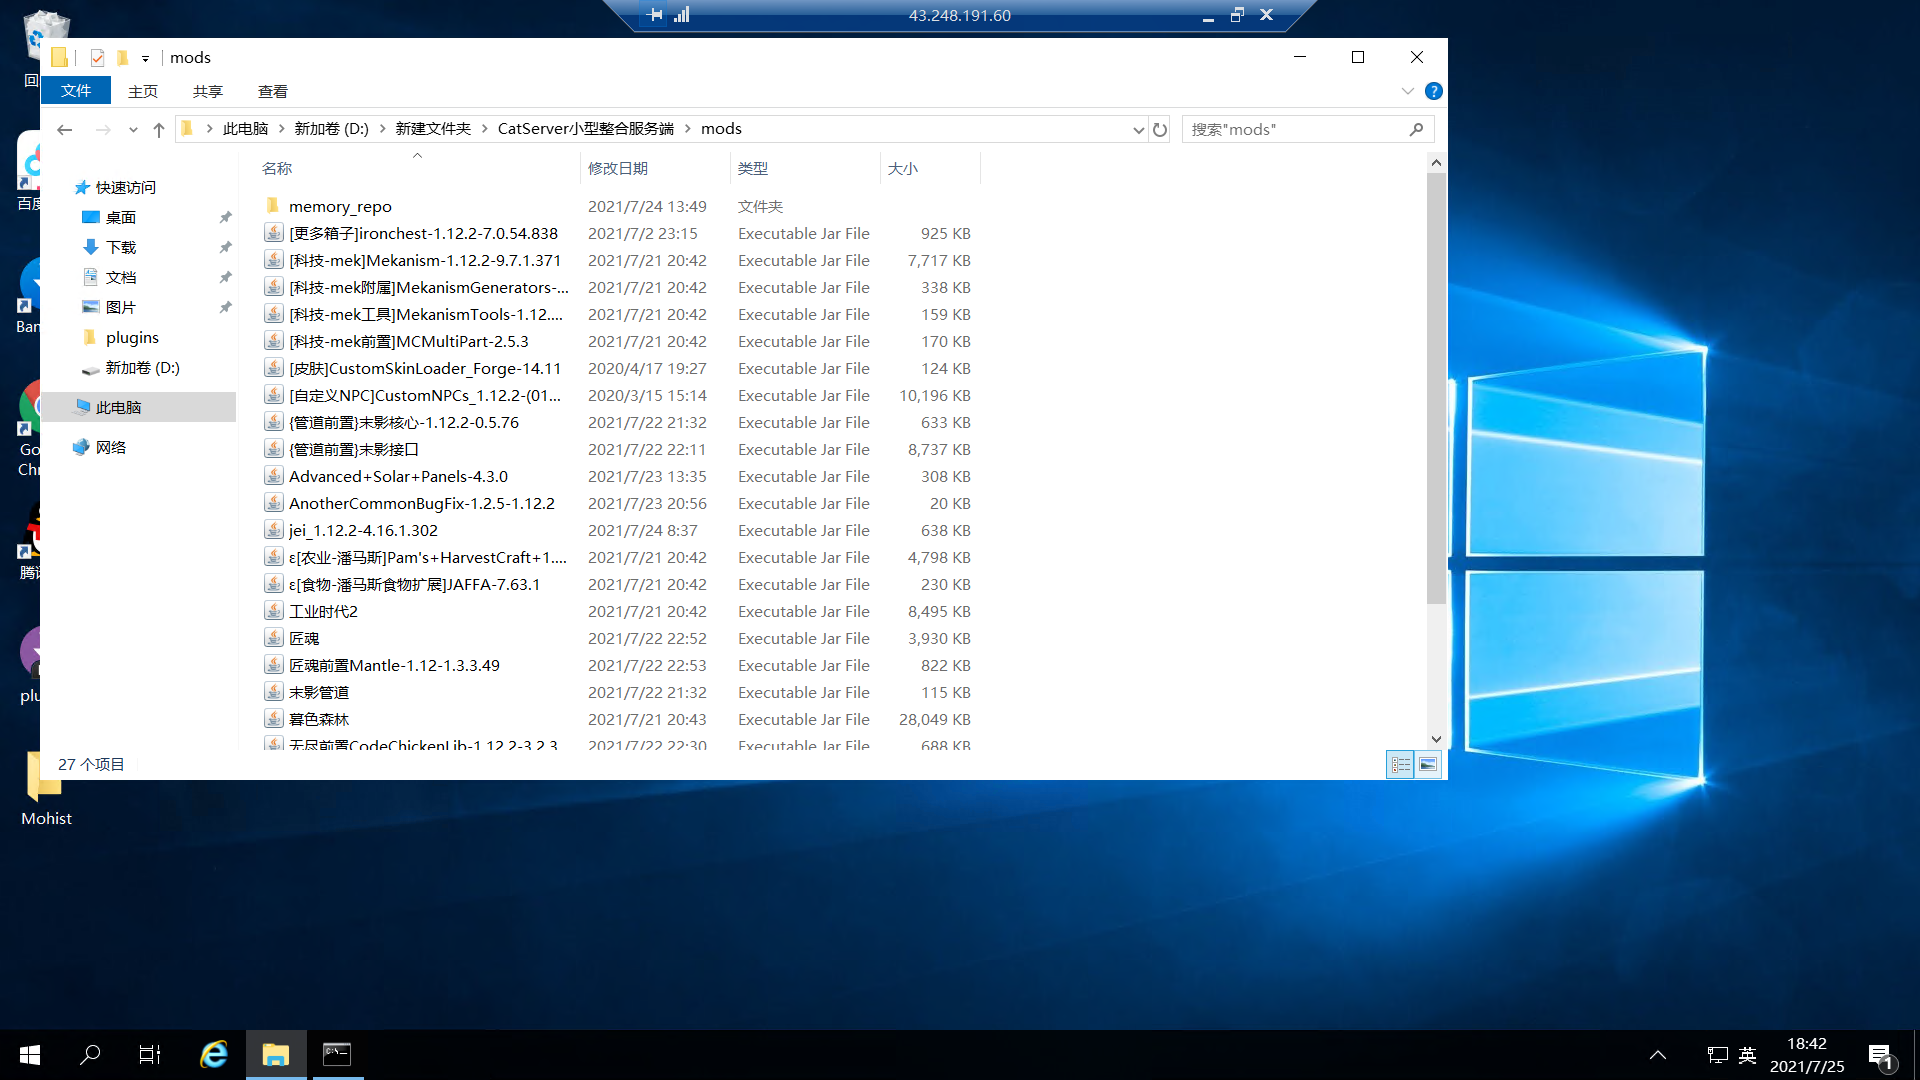 43.248.191.60
回
mods
文件 主页 共享 查看
此电脑 新加卷 (D:) 新建文件夹 CatServer小型整合服务端 mods
搜索"mods"
名称 修改日期 类型 大小
快速访问
桌面
下载
文档
图片
plugins
新加卷 (D:)
此电脑
网络
memory_repo 2021/7/24 13:49 文件夹
[更多箱子]ironchest-1.12.2-7.0.54.838 2021/7/2 23:15 Executable Jar File 925 KB
[科技-mek]Mekanism-1.12.2-9.7.1.371 2021/7/21 20:42 Executable Jar File 7,717 KB
[科技-mek附属]MekanismGenerators-... 2021/7/21 20:42 Executable Jar File 338 KB
[科技-mek工具]MekanismTools-1.12.... 2021/7/21 20:42 Executable Jar File 159 KB
[科技-mek前置]MCMultiPart-2.5.3 2021/7/21 20:42 Executable Jar File 170 KB
[皮肤]CustomSkinLoader_Forge-14.11 2020/4/17 19:27 Executable Jar File 124 KB
[自定义NPC]CustomNPCs_1.12.2-(01... 2020/3/15 15:14 Executable Jar File 10,196 KB
{管道前置}末影核心-1.12.2-0.5.76 2021/7/22 21:32 Executable Jar File 633 KB
{管道前置}末影接口 2021/7/22 22:11 Executable Jar File 8,737 KB
Advanced+Solar+Panels-4.3.0 2021/7/23 13:35 Executable Jar File 308 KB
AnotherCommonBugFix-1.2.5-1.12.2 2021/7/23 20:56 Executable Jar File 20 KB
jei_1.12.2-4.16.1.302 2021/7/24 8:37 Executable Jar File 638 KB
ε[农业-潘马斯]Pam's+HarvestCraft+1.... 2021/7/21 20:42 Executable Jar File 4,798 KB
ε[食物-潘马斯食物扩展]JAFFA-7.63.1 2021/7/21 20:42 Executable Jar File 230 KB
工业时代2 2021/7/21 20:42 Executable Jar File 8,495 KB
匠魂 2021/7/22 22:52 Executable Jar File 3,930 KB
匠魂前置Mantle-1.12-1.3.3.49 2021/7/22 22:53 Executable Jar File 822 KB
末影管道 2021/7/22 21:32 Executable Jar File 115 KB
暮色森林 2021/7/21 20:43 Executable Jar File 28,049 KB
无尽前置CodeChickenLib-1.12.2-3.2.3 2021/7/22 22:30 Executable Jar File 688 KB
27 个项目
百度
Ban
Go
Chr
腾讯
plu
Mohist
英
18:42
2021/7/25
1